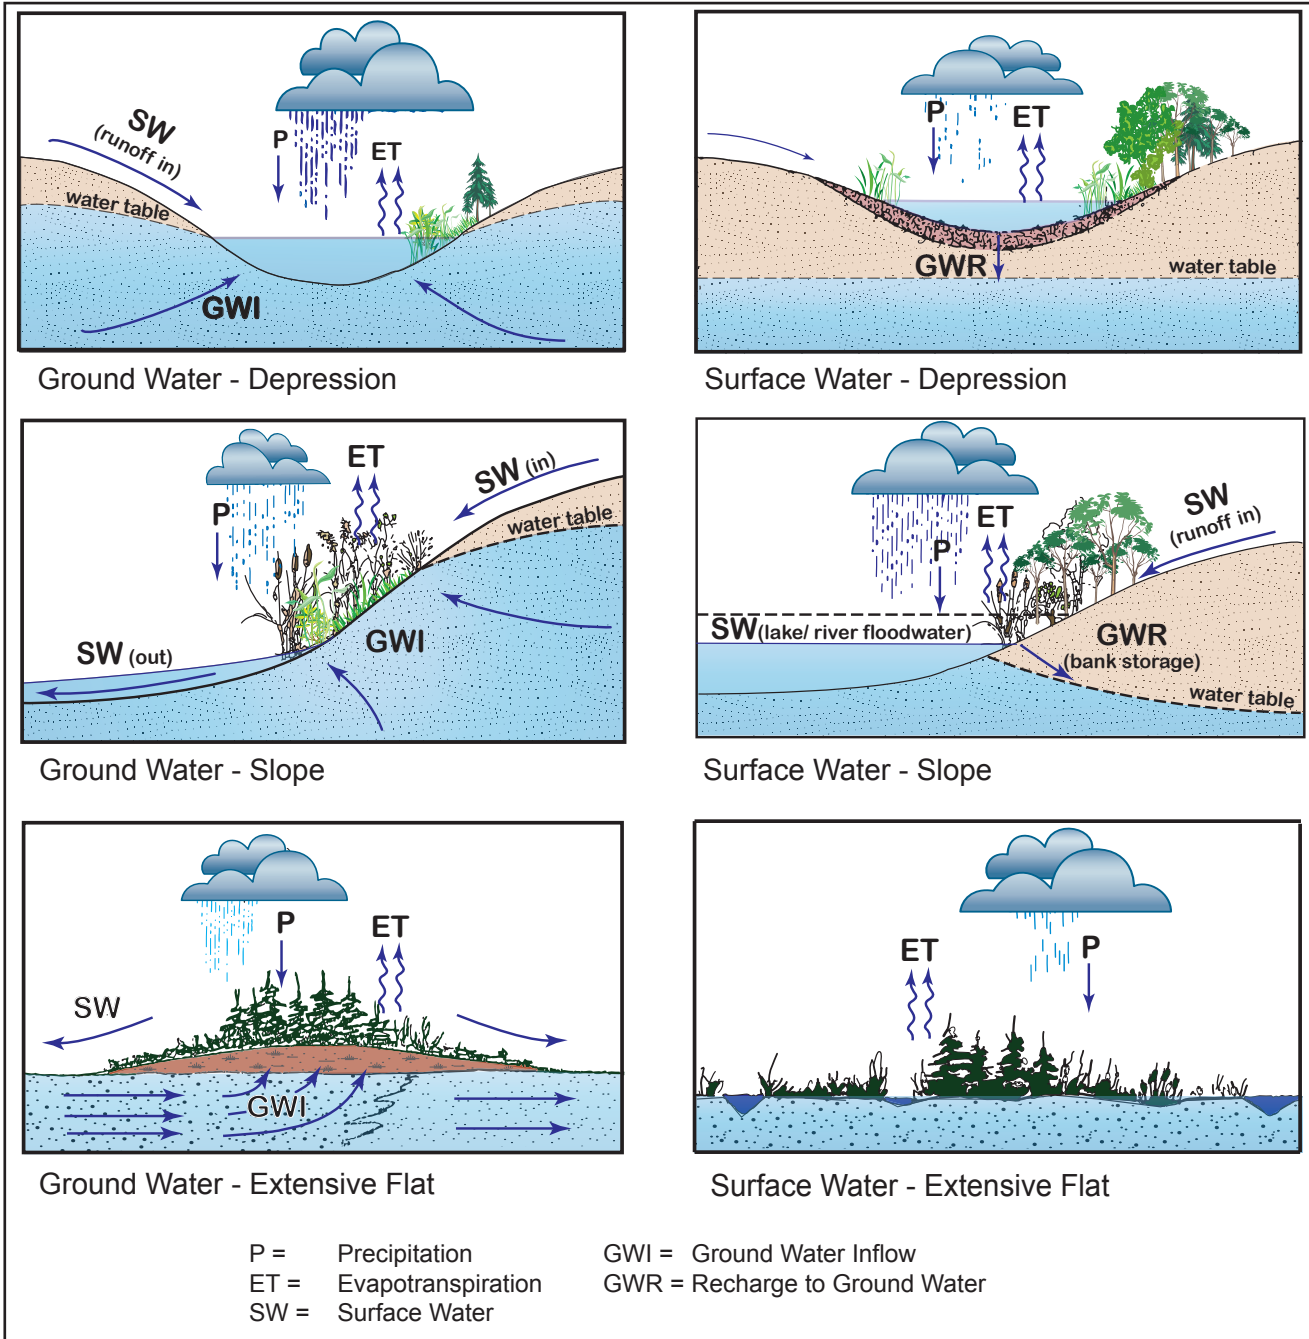 SW
(runoff in)
P
ET
water table
GWI
Ground Water - Depression
P
ET
GWR
water table
Surface Water - Depression
ET
SW (in)
P
water table
GWI
SW (out)
Ground Water - Slope
SW
(runoff in)
ET
P
SW (lake/ river floodwater)
GWR
(bank storage)
water table
Surface Water - Slope
P
ET
SW
GWI
Ground Water - Extensive Flat
ET
P
Surface Water - Extensive Flat
P = Precipitation
GWI = Ground Water Inflow
ET = Evapotranspiration
GWR = Recharge to Ground Water
SW = Surface Water